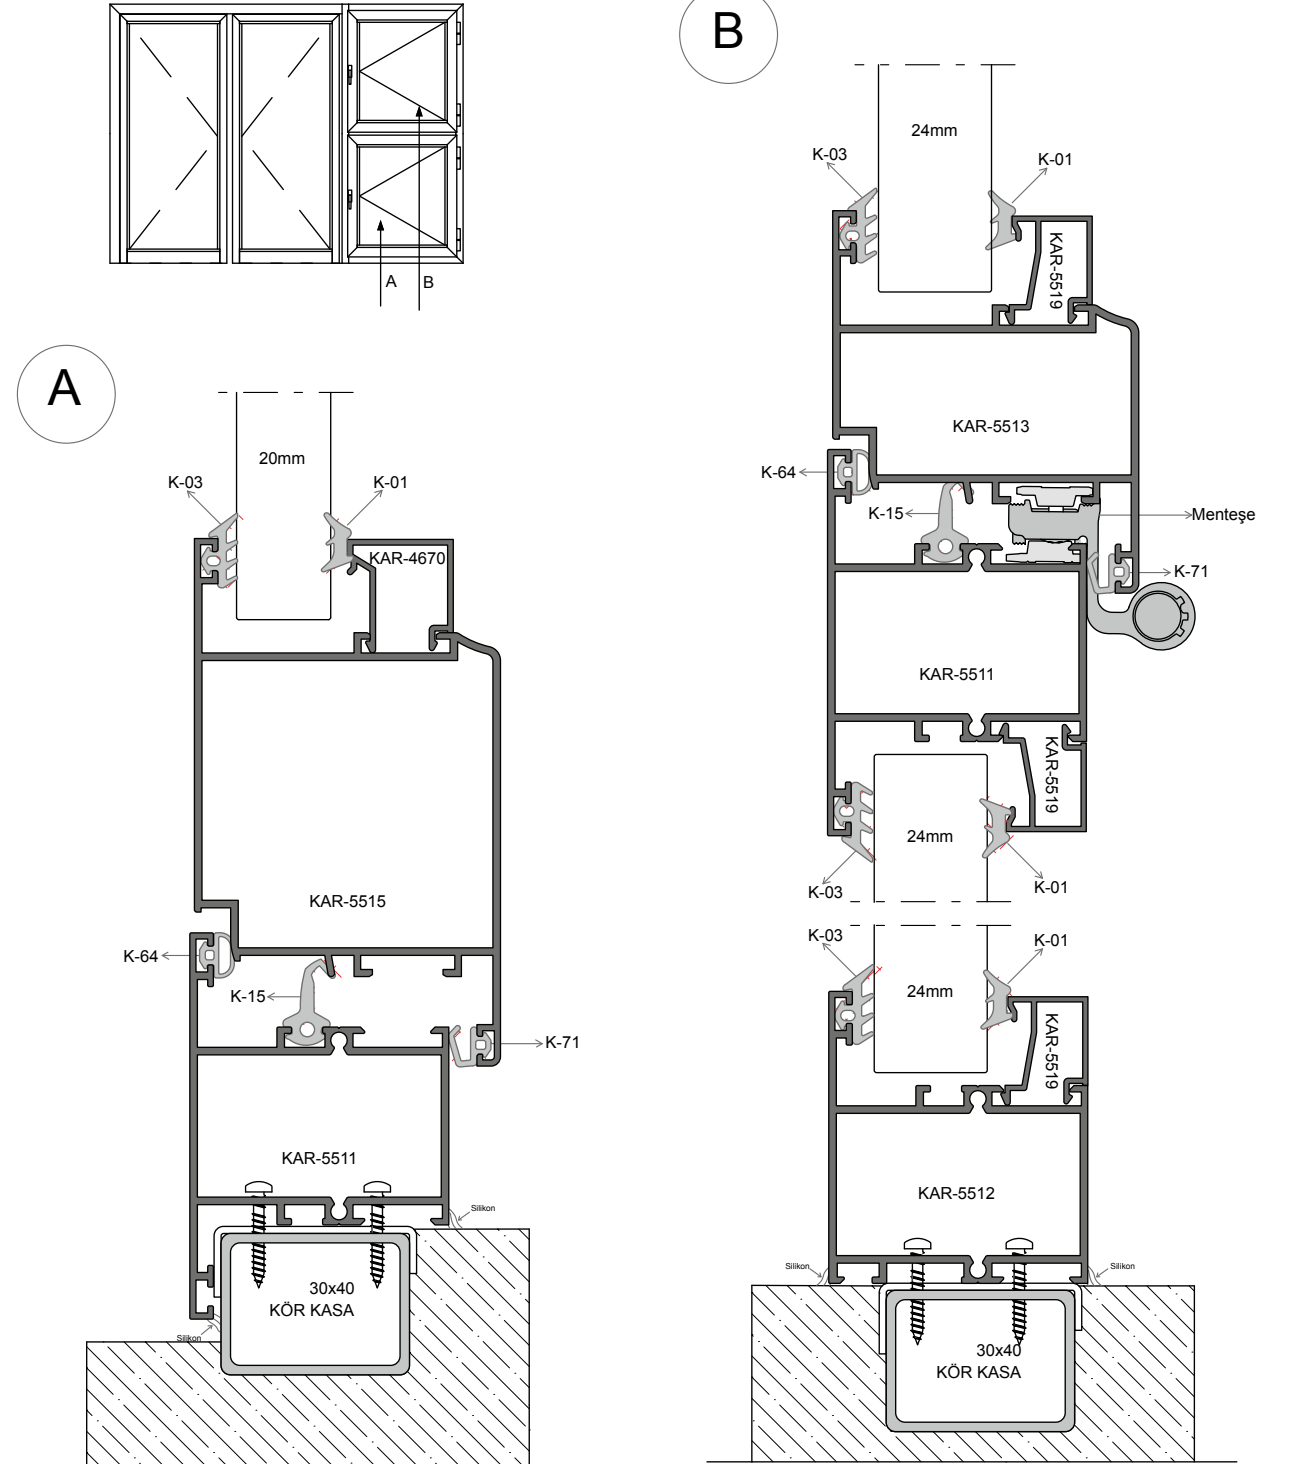 A
B
A
20mm
K-03
K-01
KAR-4670
KAR-5515
K-64
K-15
K-71
KAR-5511
Silikon
30x40
KÖR KASA
Silikon
B
24mm
K-03
K-01
KAR-5519
KAR-5513
K-64
K-15
Menteşe
K-71
KAR-5511
KAR-5519
24mm
K-03
K-01
K-03
K-01
24mm
KAR-5519
KAR-5512
Silikon
Silikon
30x40
KÖR KASA